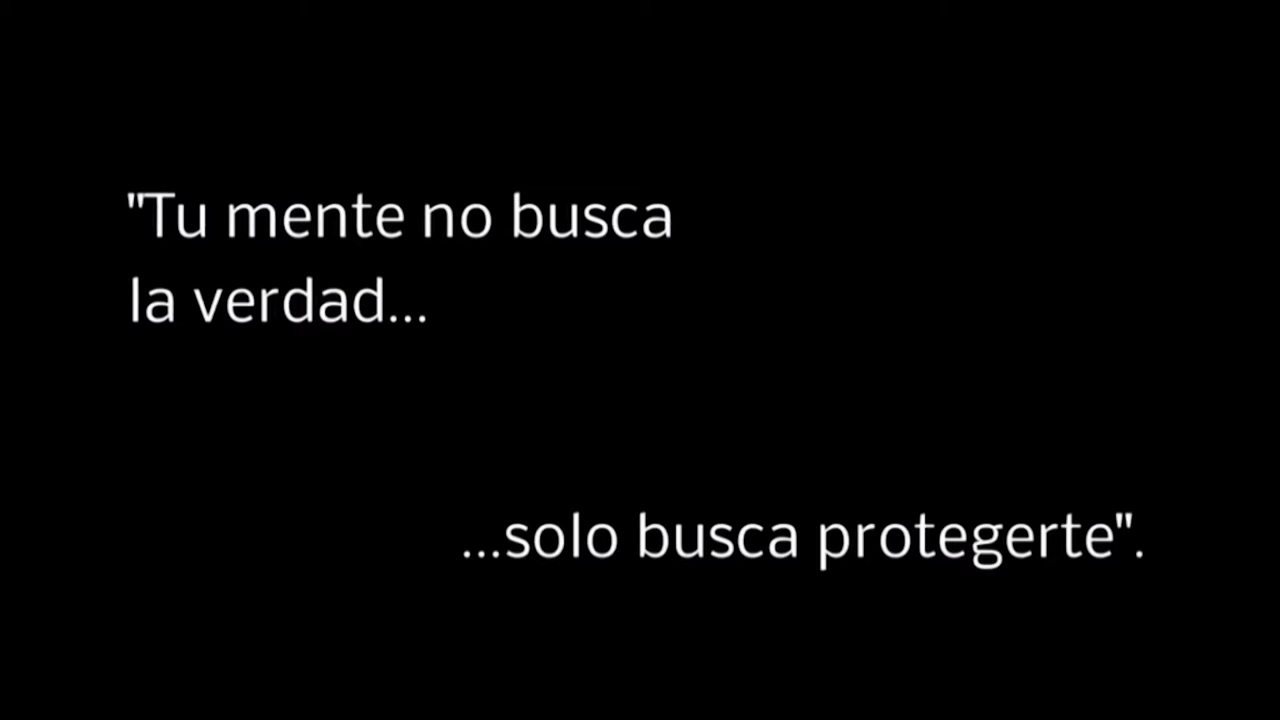 "Tu mente no busca
la verdad...
...solo busca protegerte".